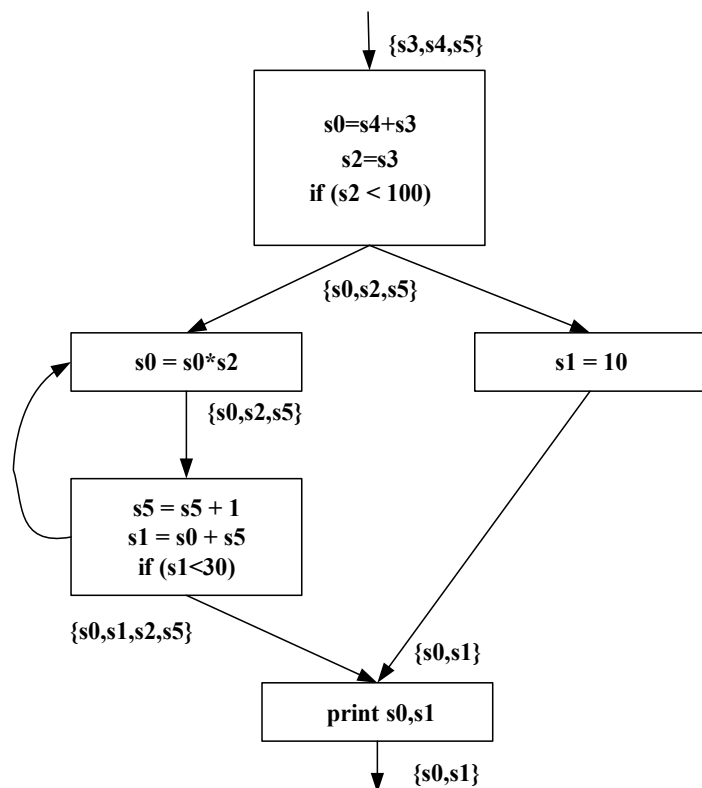 {s3,s4,s5}
s0=s4+s3
s2=s3
if (s2 < 100)
{s0,s2,s5}
s0 = s0*s2
s1 = 10
{s0,s2,s5}
s5 = s5 + 1
s1 = s0 + s5
if (s1<30)
{s0,s1,s2,s5}
{s0,s1}
print s0,s1
{s0,s1}